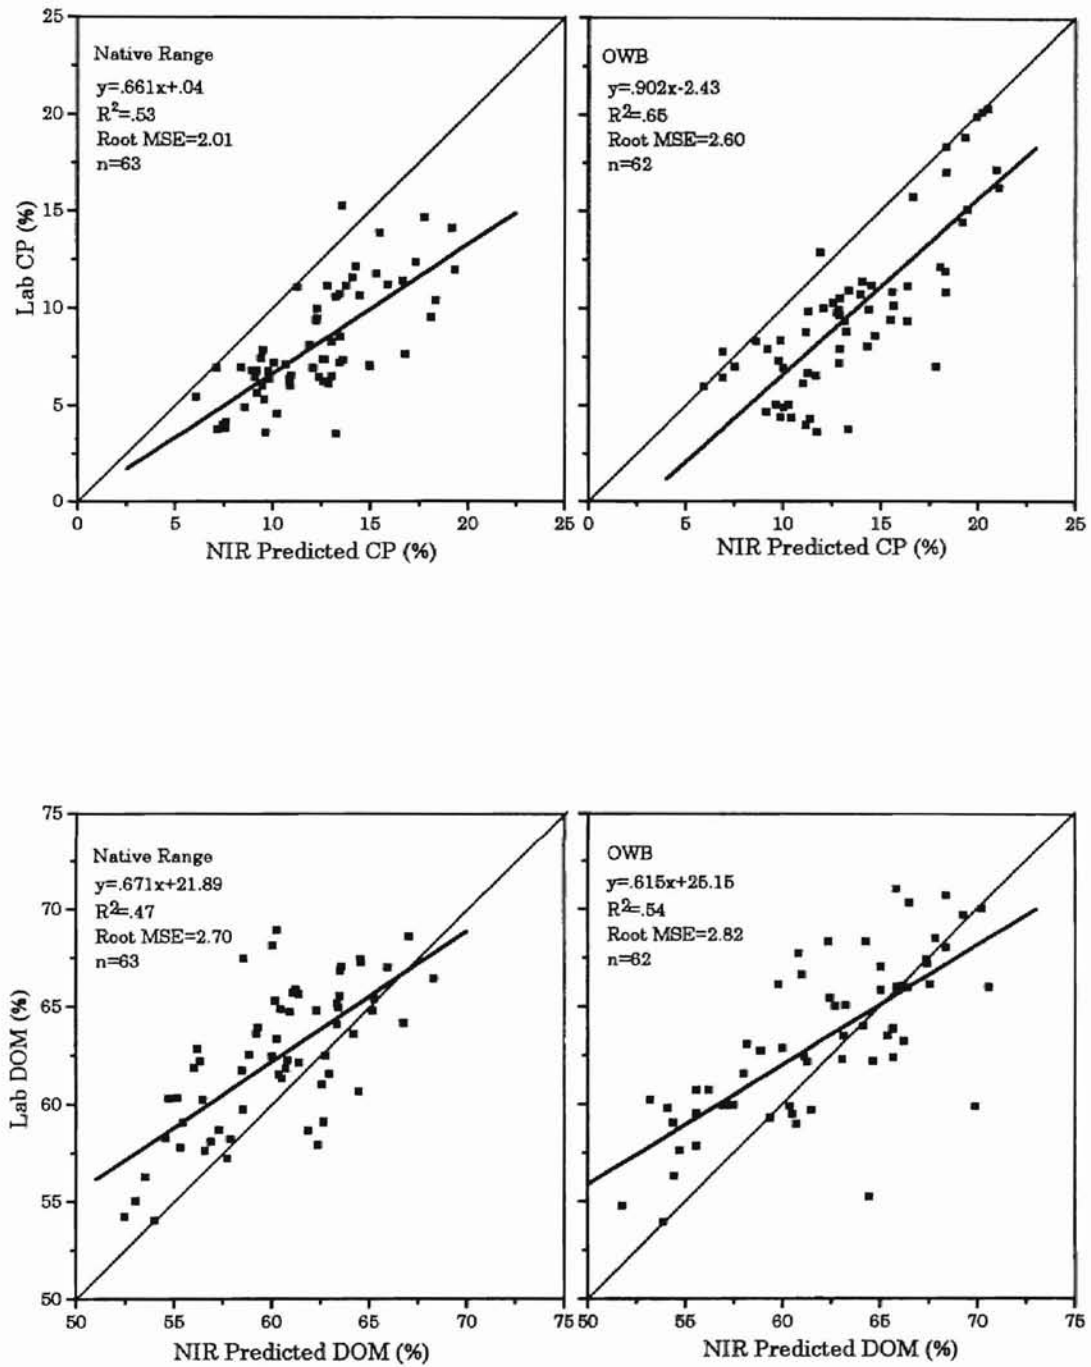 25
20
15
10
5
0
Lab CP (%)
Native Range
y=.661x+.04
R²=.53
Root MSE=2.01
n=63
0 5 10 15 20 25
NIR Predicted CP (%)
OWB
y=.902x-2.43
R²=.65
Root MSE=2.60
n=62
0 5 10 15 20 25
NIR Predicted CP (%)
75
70
65
60
55
50
Lab DOM (%)
Native Range
y=.671x+21.89
R²=.47
Root MSE=2.70
n=63
50 55 60 65 70 75
NIR Predicted DOM (%)
OWB
y=.615x+25.15
R²=.54
Root MSE=2.82
n=62
50 55 60 65 70 75
NIR Predicted DOM (%)